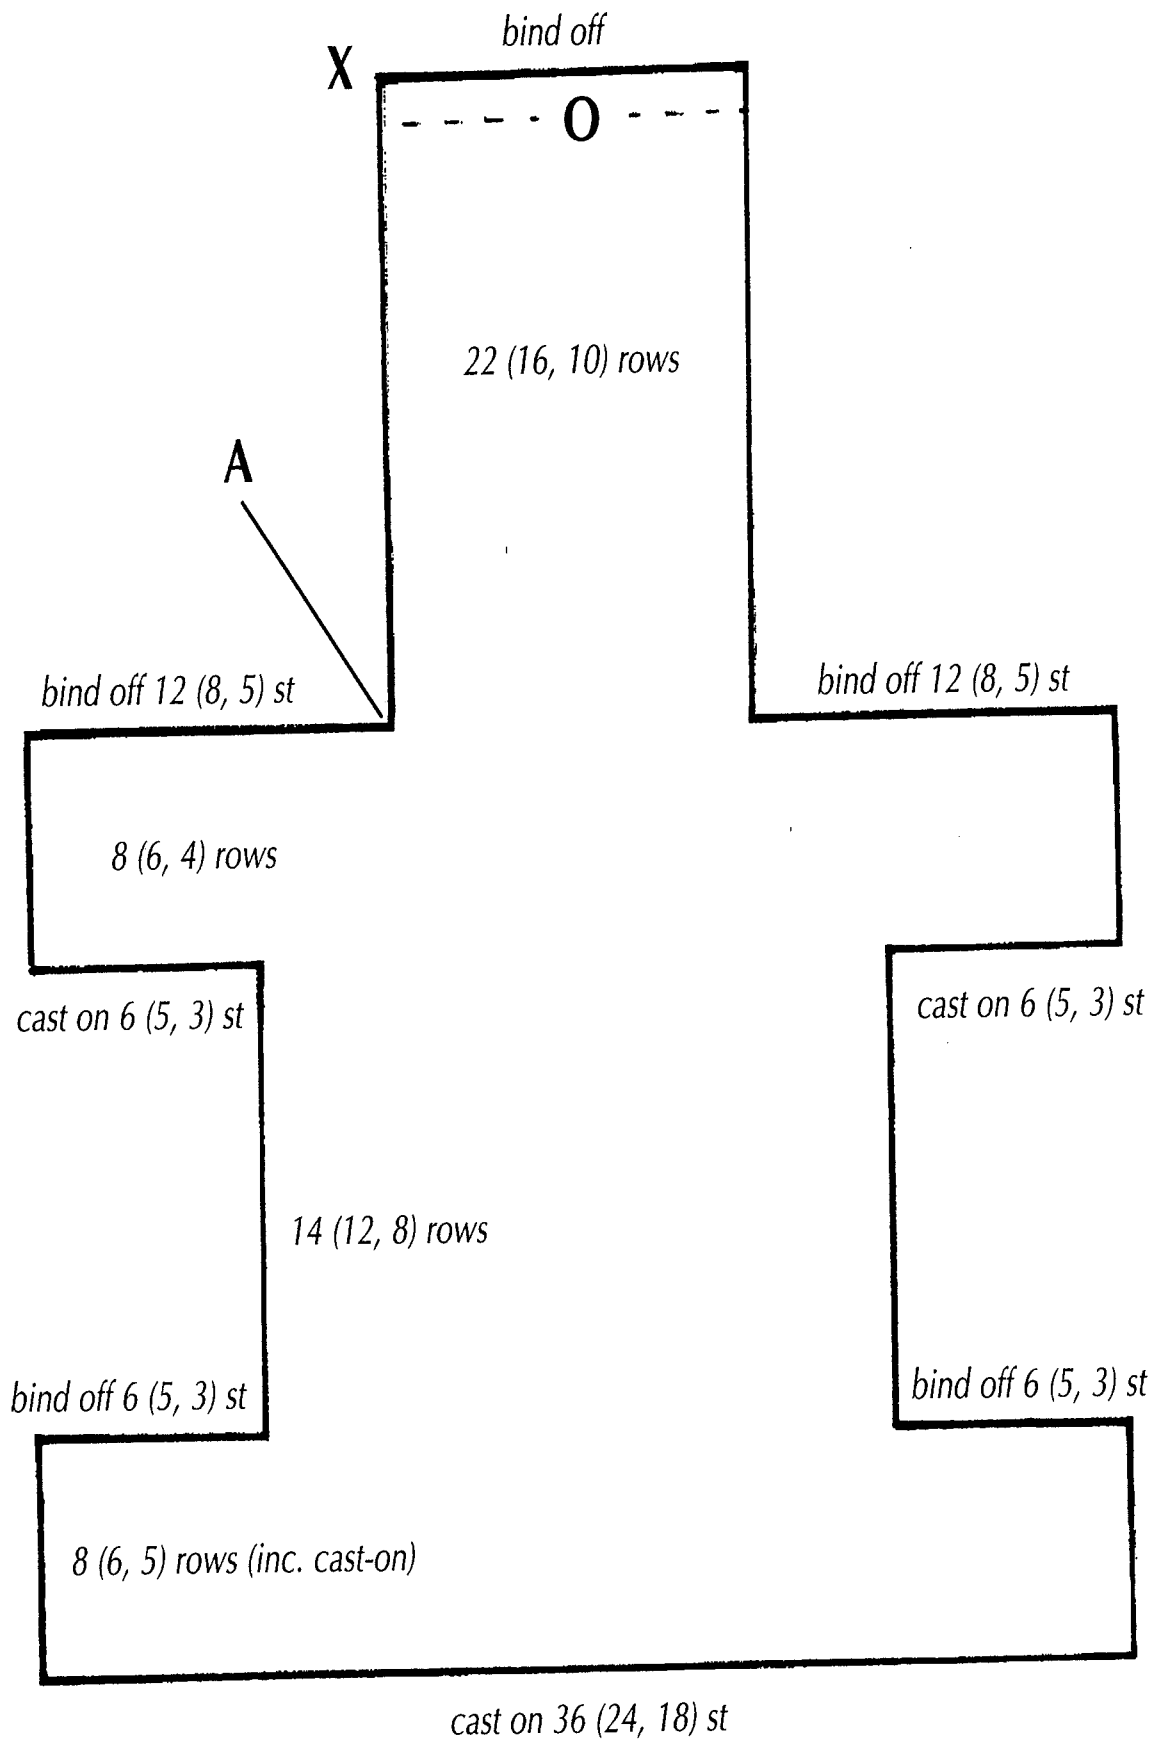 bind off
X
O
22 (16, 10) rows
A
bind off 12 (8, 5) st
bind off 12 (8, 5) st
8 (6, 4) rows
cast on 6 (5, 3) st
cast on 6 (5, 3) st
14 (12, 8) rows
bind off 6 (5, 3) st
bind off 6 (5, 3) st
8 (6, 5) rows (inc. cast-on)
cast on 36 (24, 18) st